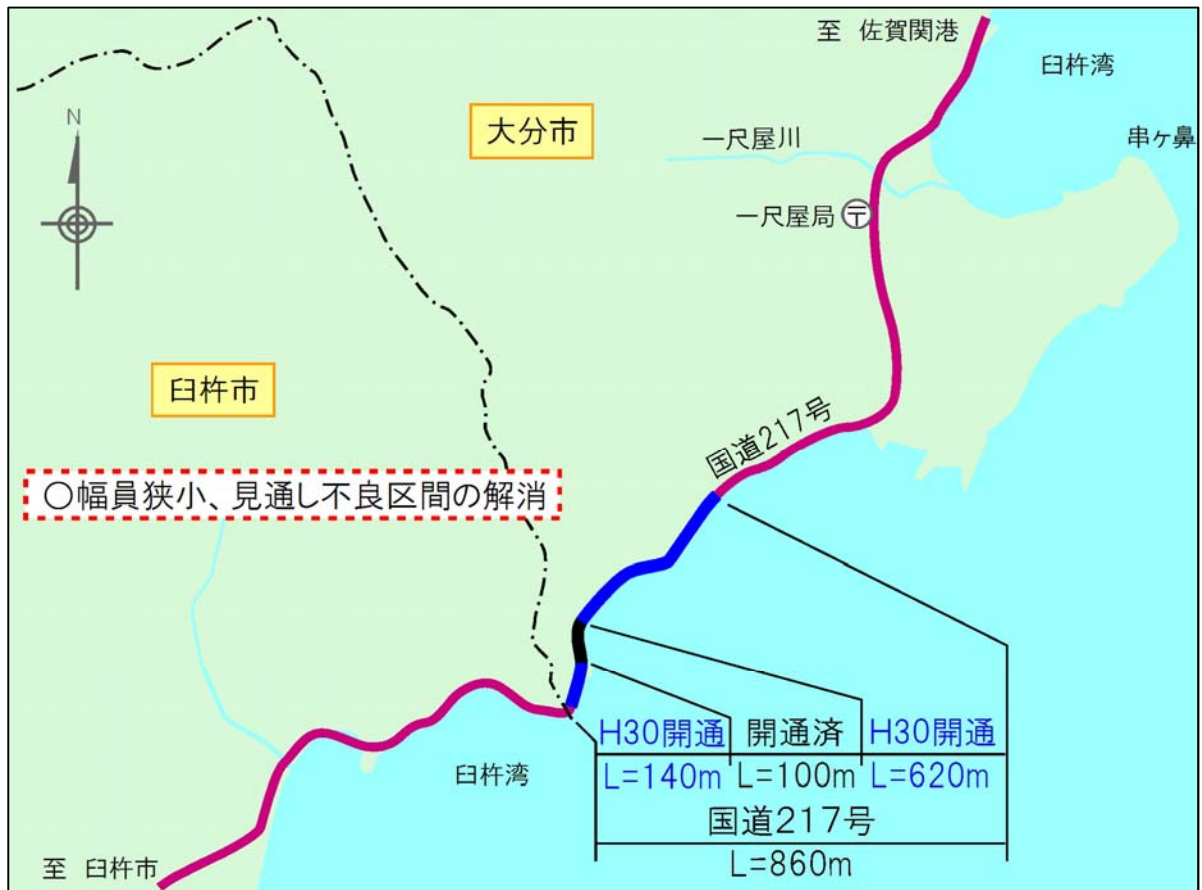 至 佐賀関港
臼杵湾
N
大分市
一尺屋川
串ヶ鼻
一尺屋局
〒
臼杵市
国道217号
○幅員狭小、見通し不良区間の解消
H30開通 開通済 H30開通
L=140m L=100m L=620m
臼杵湾
国道217号
L=860m
至 臼杵市